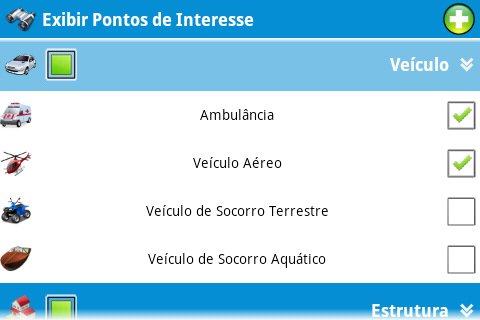 Exibir Pontos de Interesse
Veículo
Ambulância
Veículo Aéreo
Veículo de Socorro Terrestre
Veículo de Socorro Aquático
Estrutura